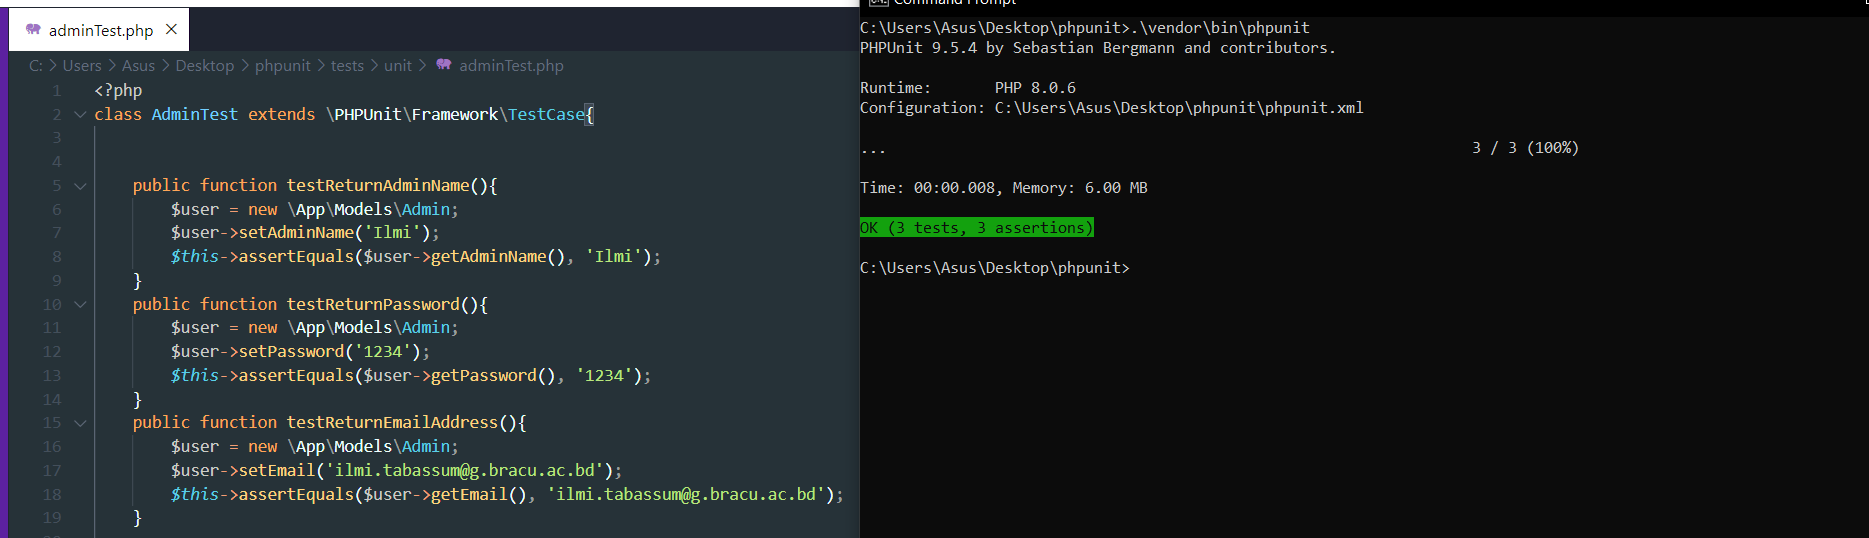 adminTest.php
C: > Users > Asus > Desktop > phpunit > tests > unit > adminTest.php
1 <?php
2 class AdminTest extends \PHPUnit\Framework\TestCase{
3
4
5 public function testReturnAdminName(){
6 $user = new \App\Models\Admin;
7 $user->setAdminName('Ilmi');
8 $this->assertEquals($user->getAdminName(), 'Ilmi');
9 }
10 public function testReturnPassword(){
11 $user = new \App\Models\Admin;
12 $user->setPassword('1234');
13 $this->assertEquals($user->getPassword(), '1234');
14 }
15 public function testReturnEmailAddress(){
16 $user = new \App\Models\Admin;
17 $user->setEmail('ilmi.tabassum@g.bracu.ac.bd');
18 $this->assertEquals($user->getEmail(), 'ilmi.tabassum@g.bracu.ac.bd');
19 }
Command Prompt
C:\Users\Asus\Desktop\phpunit>.\vendor\bin\phpunit
PHPUnit 9.5.4 by Sebastian Bergmann and contributors.
Runtime: PHP 8.0.6
Configuration: C:\Users\Asus\Desktop\phpunit\phpunit.xml
... 3 / 3 (100%)
Time: 00:00.008, Memory: 6.00 MB
OK (3 tests, 3 assertions)
C:\Users\Asus\Desktop\phpunit>